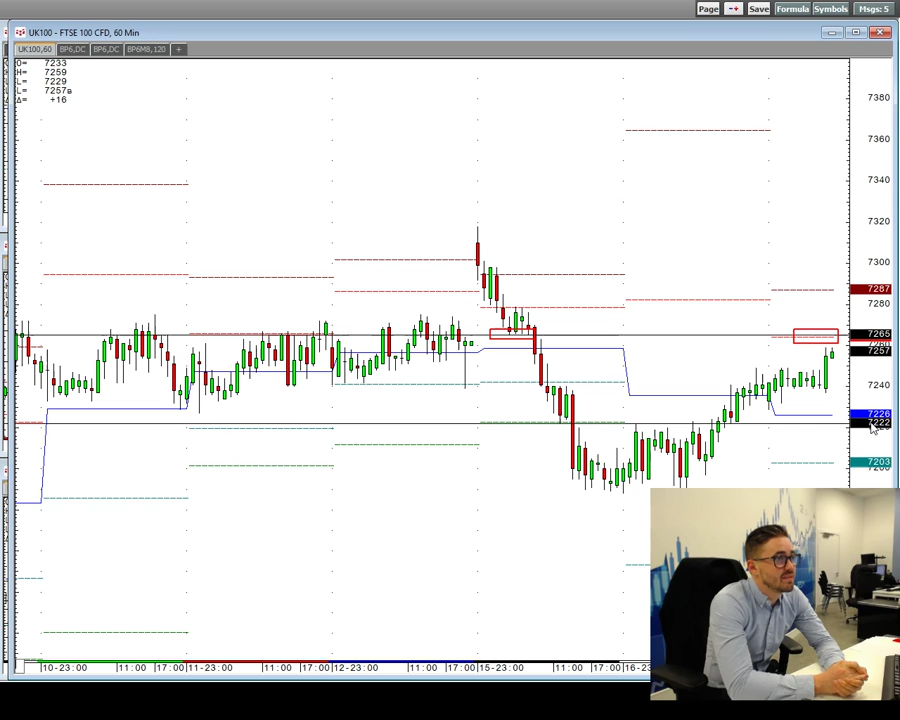 Page -+ Save Formula Symbols Msgs: 5
UK100 - FTSE 100 CFD, 60 Min
UK100,60 BP6,DC BP6,DC BP6M8,120 +
O= 7233
H= 7259
L= 7229
L= 7257B
Δ= +16
7380
7360
7340
7320
7300
7287
7280
7265
7257
7240
7226
7222
7203
10-23:00 11:00 17:00 11-23:00 11:00 17:00 12-23:00 11:00 17:00 15-23:00 11:00 17:00